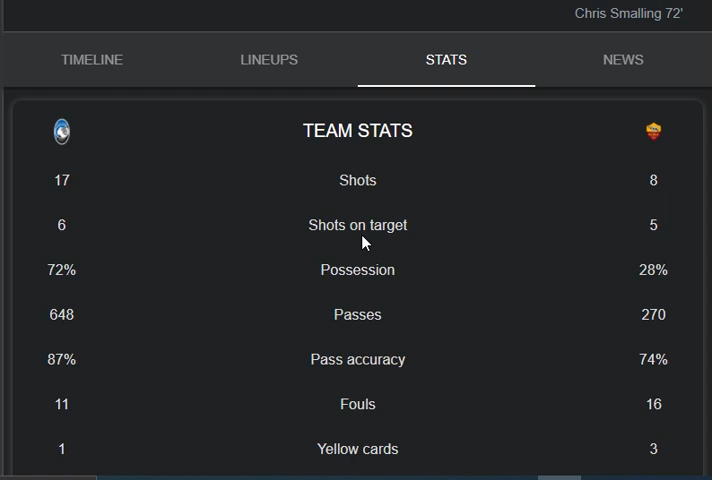 Chris Smalling 72'
TIMELINE LINEUPS STATS NEWS
TEAM STATS
17 Shots 8
6 Shots on target 5
72% Possession 28%
648 Passes 270
87% Pass accuracy 74%
11 Fouls 16
1 Yellow cards 3